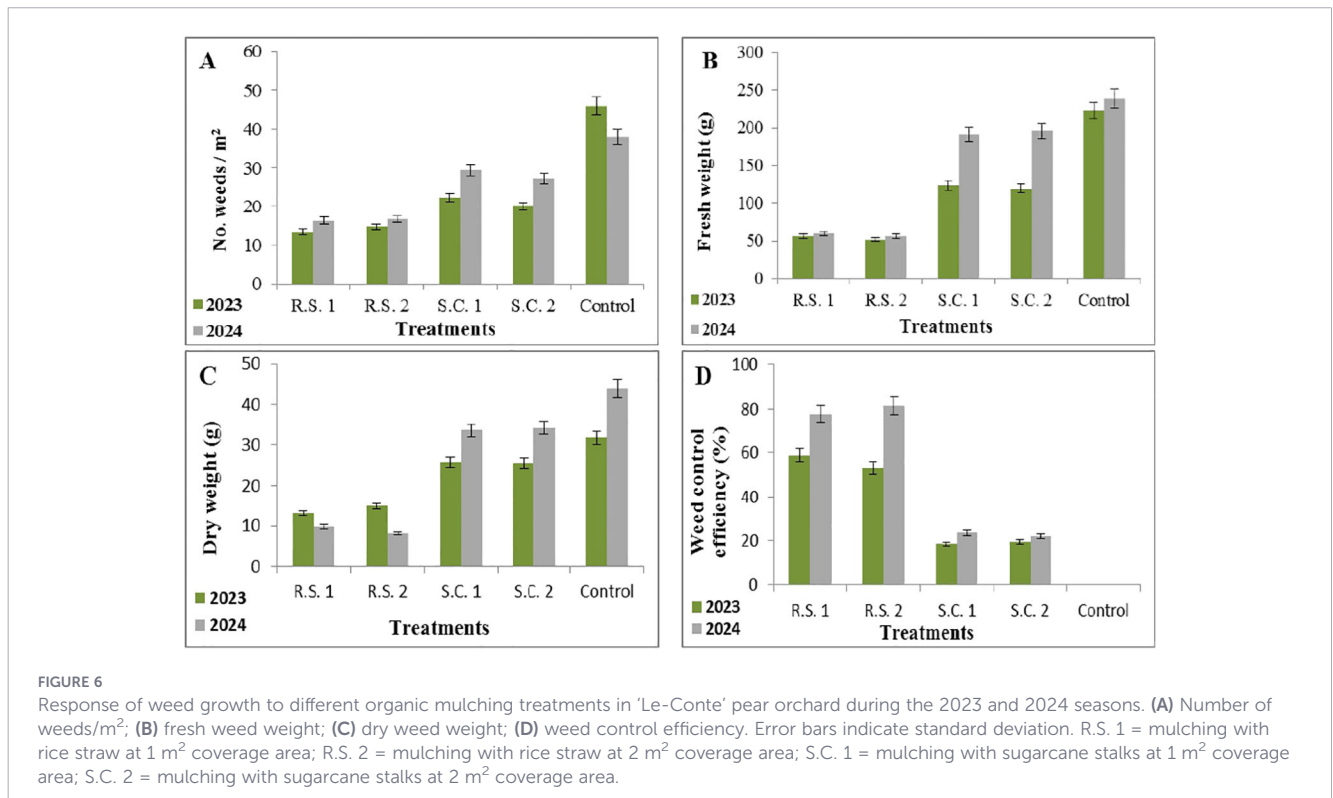 A
60
50
40
30
20
10
0
No. weeds / m²
R.S. 1 R.S. 2 S.C. 1 S.C. 2 Control
2023
2024
Treatments
B
300
250
200
150
100
50
0
Fresh weight (g)
R.S. 1 R.S. 2 S.C. 1 S.C. 2 Control
2023
2024
Treatments
C
50
40
30
20
10
0
Dry weight (g)
R.S. 1 R.S. 2 S.C. 1 S.C. 2 Control
2023
2024
Treatments
D
100
80
60
40
20
0
Weed control
efficiency (%)
R.S. 1 R.S. 2 S.C. 1 S.C. 2 Control
2023
2024
Treatments
FIGURE 6
Response of weed growth to different organic mulching treatments in ‘Le-Conte’ pear orchard during the 2023 and 2024 seasons. (A) Number of
weeds/m²; (B) fresh weed weight; (C) dry weed weight; (D) weed control efficiency. Error bars indicate standard deviation. R.S. 1 = mulching with
rice straw at 1 m² coverage area; R.S. 2 = mulching with rice straw at 2 m² coverage area; S.C. 1 = mulching with sugarcane stalks at 1 m² coverage
area; S.C. 2 = mulching with sugarcane stalks at 2 m² coverage area.